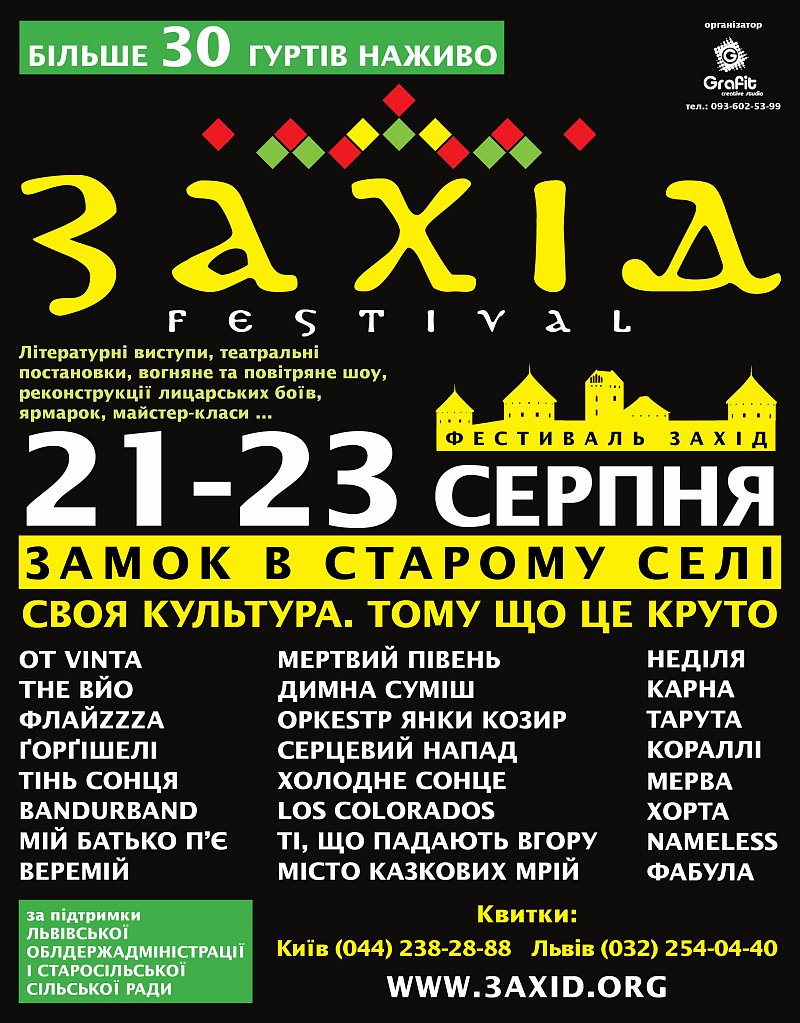 БІЛЬШЕ 30 ГУРТІВ НАЖИВО
організатор
G
Grafit
creative studio
тел.: 093-602-53-99
ЗАХІД
FESTIVAL
Літературні виступи, театральні
постановки, вогняне та повітряне шоу,
реконструкції лицарських боїв,
ярмарок, майстер-класи ...
ФЕСТИВАЛЬ ЗАХІД
21-23 СЕРПНЯ
ЗАМОК В СТАРОМУ СЕЛІ
СВОЯ КУЛЬТУРА. ТОМУ ЩО ЦЕ КРУТО
ОТ VINTA
THE ВЙО
ФЛАЙZZZA
ҐОРҐІШЕЛІ
ТІНЬ СОНЦЯ
BANDURBAND
МІЙ БАТЬКО П’Є
ВЕРЕМІЙ
МЕРТВИЙ ПІВЕНЬ
ДИМНА СУМІШ
ОРКЕSТР ЯНКИ КОЗИР
СЕРЦЕВИЙ НАПАД
ХОЛОДНЕ СОНЦЕ
LOS COLORADOS
ТІ, ЩО ПАДАЮТЬ ВГОРУ
МІСТО КАЗКОВИХ МРІЙ
НЕДІЛЯ
КАРНА
ТАРУТА
КОРАЛЛІ
МЕРВА
ХОРТА
NAMELESS
ФАБУЛА
за підтримки
ЛЬВІВСЬКОЇ
ОБЛДЕРЖАДМІНІСТРАЦІЇ
І СТАРОСІЛЬСЬКОЇ
СІЛЬСЬКОЇ РАДИ
Квитки:
Київ (044) 238-28-88 Львів (032) 254-04-40
WWW.3AXID.ORG